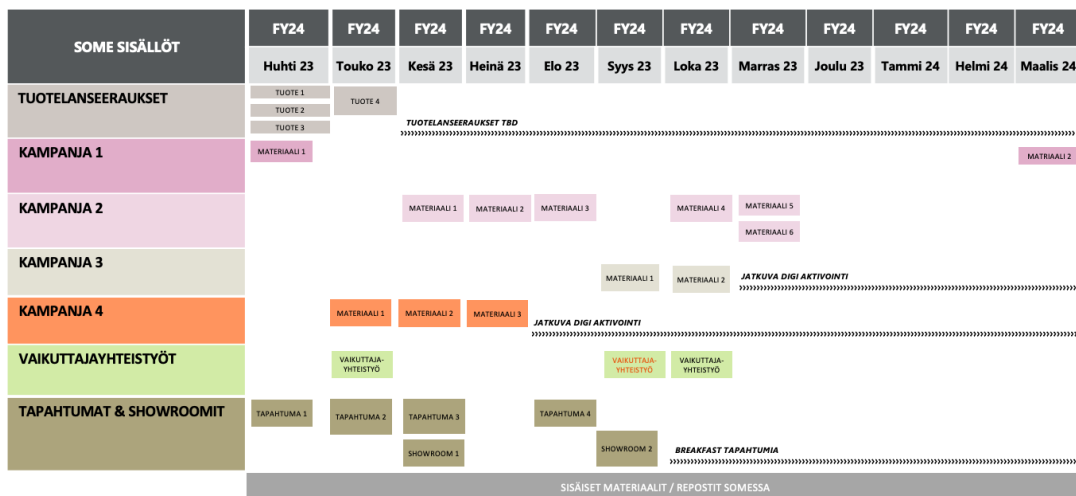 SOME SISÄLLÖT
FY24 FY24 FY24 FY24 FY24 FY24 FY24 FY24 FY24 FY24 FY24 FY24
Huhti 23 Touko 23 Kesä 23 Heinä 23 Elo 23 Syys 23 Loka 23 Marras 23 Joulu 23 Tammi 24 Helmi 24 Maalis 24
TUOTELANSEERAUKSET
TUOTE 1
TUOTE 2
TUOTE 3
TUOTE 4
TUOTELANSEERAUKSET TBD
KAMPANJA 1
MATERIAALI 1
MATRIAALI 2
KAMPANJA 2
MATERIAALI 1
MATERIAALI 2
MATERIAALI 3
MATERIAALI 4
MATERIAALI 5
MATERIAALI 6
KAMPANJA 3
MATERIAALI 1
MATERIAALI 2
JATKUVA DIGI AKTIVOINTI
KAMPANJA 4
MATERIAALI 1
MATERIAALI 2
MATERIAALI 3
JATKUVA DIGI AKTIVOINTI
VAIKUTTAJAYHTEISTYÖT
VAIKUTTAJA-
YHTEISTYÖ
VAIKUTTAJA-
YHTEISTYÖ
VAIKUTTAJA-
YHTEISTYÖ
TAPAHTUMAT & SHOWROOMIT
TAPAHTUMA 1
TAPAHTUMA 2
TAPAHTUMA 3
TAPAHTUMA 4
SHOWROOM 1
SHOWROOM 2
BREAKFAST TAPAHTUMIA
SISÄISET MATERIAALIT / REPOSTIT SOMESSA